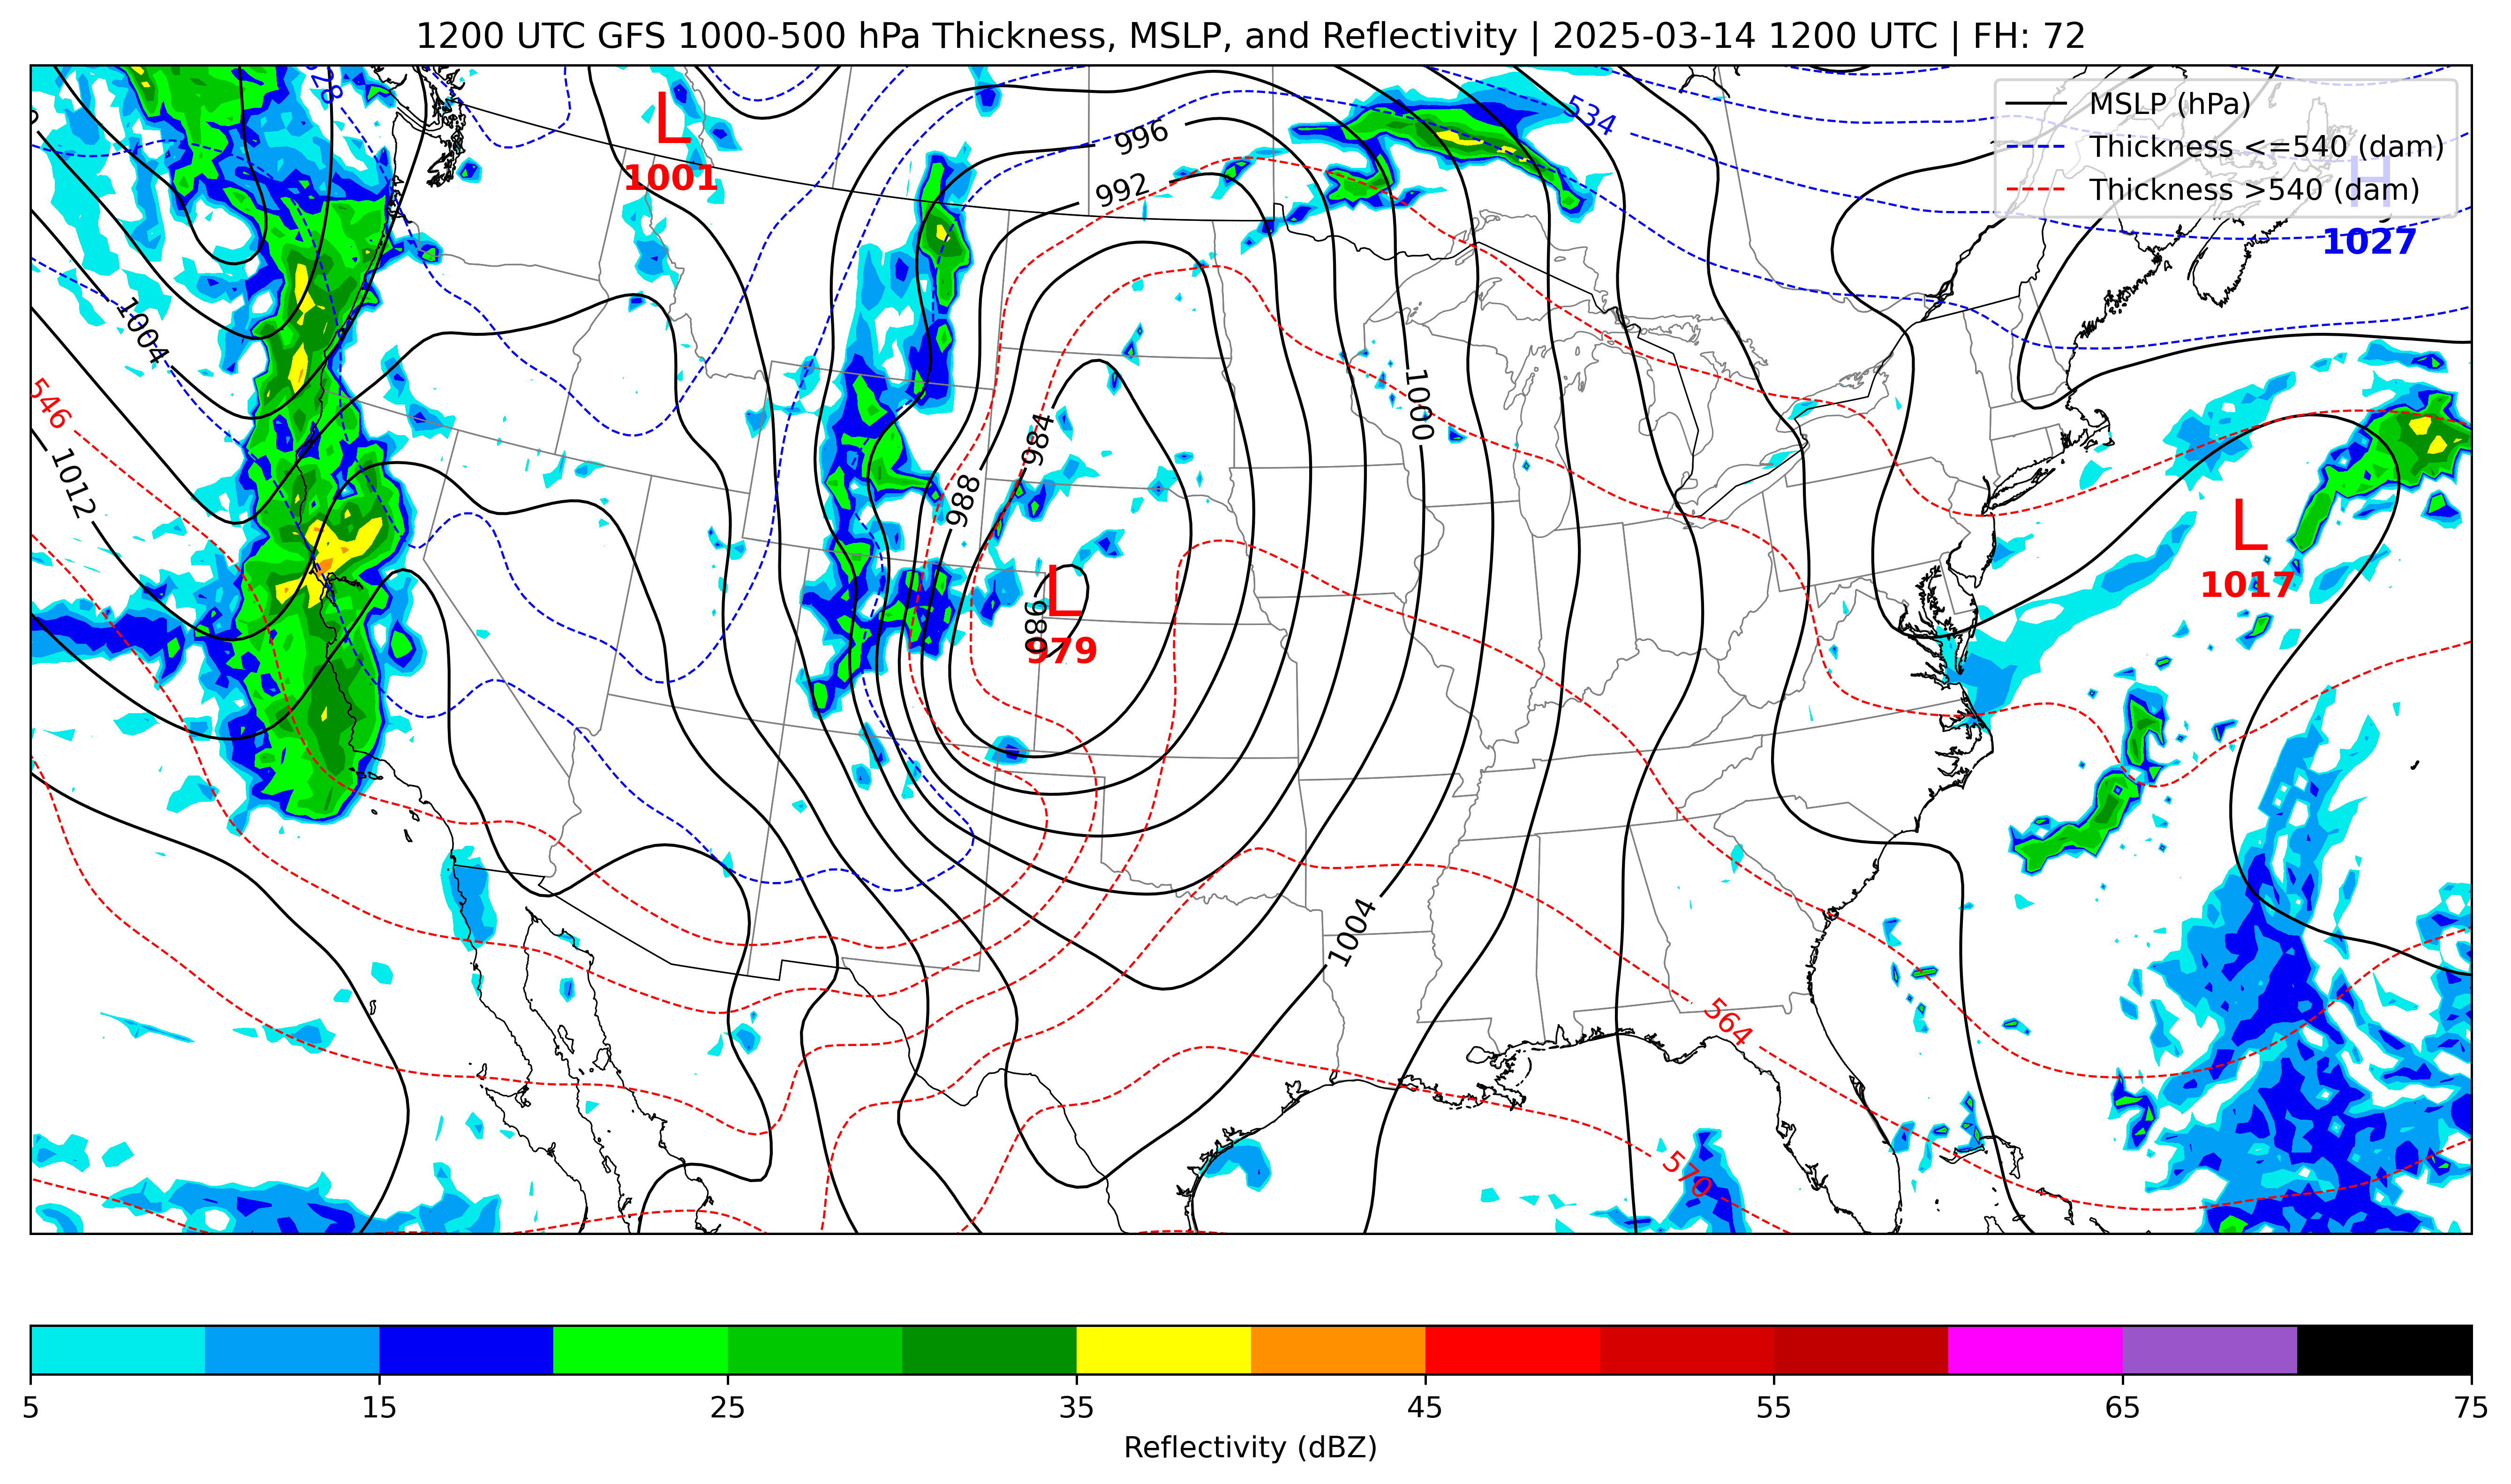 1200 UTC GFS 1000-500 hPa Thickness, MSLP, and Reflectivity | 2025-03-14 1200 UTC | FH: 72
MSLP (hPa)
Thickness <=540 (dam)
Thickness >540 (dam)
528
534
L
1001
996
992
H
1027
1004
546
1012
1000
984
988
L
1017
L
986
979
1004
564
570
5 15 25 35 45 55 65 75
Reflectivity (dBZ)